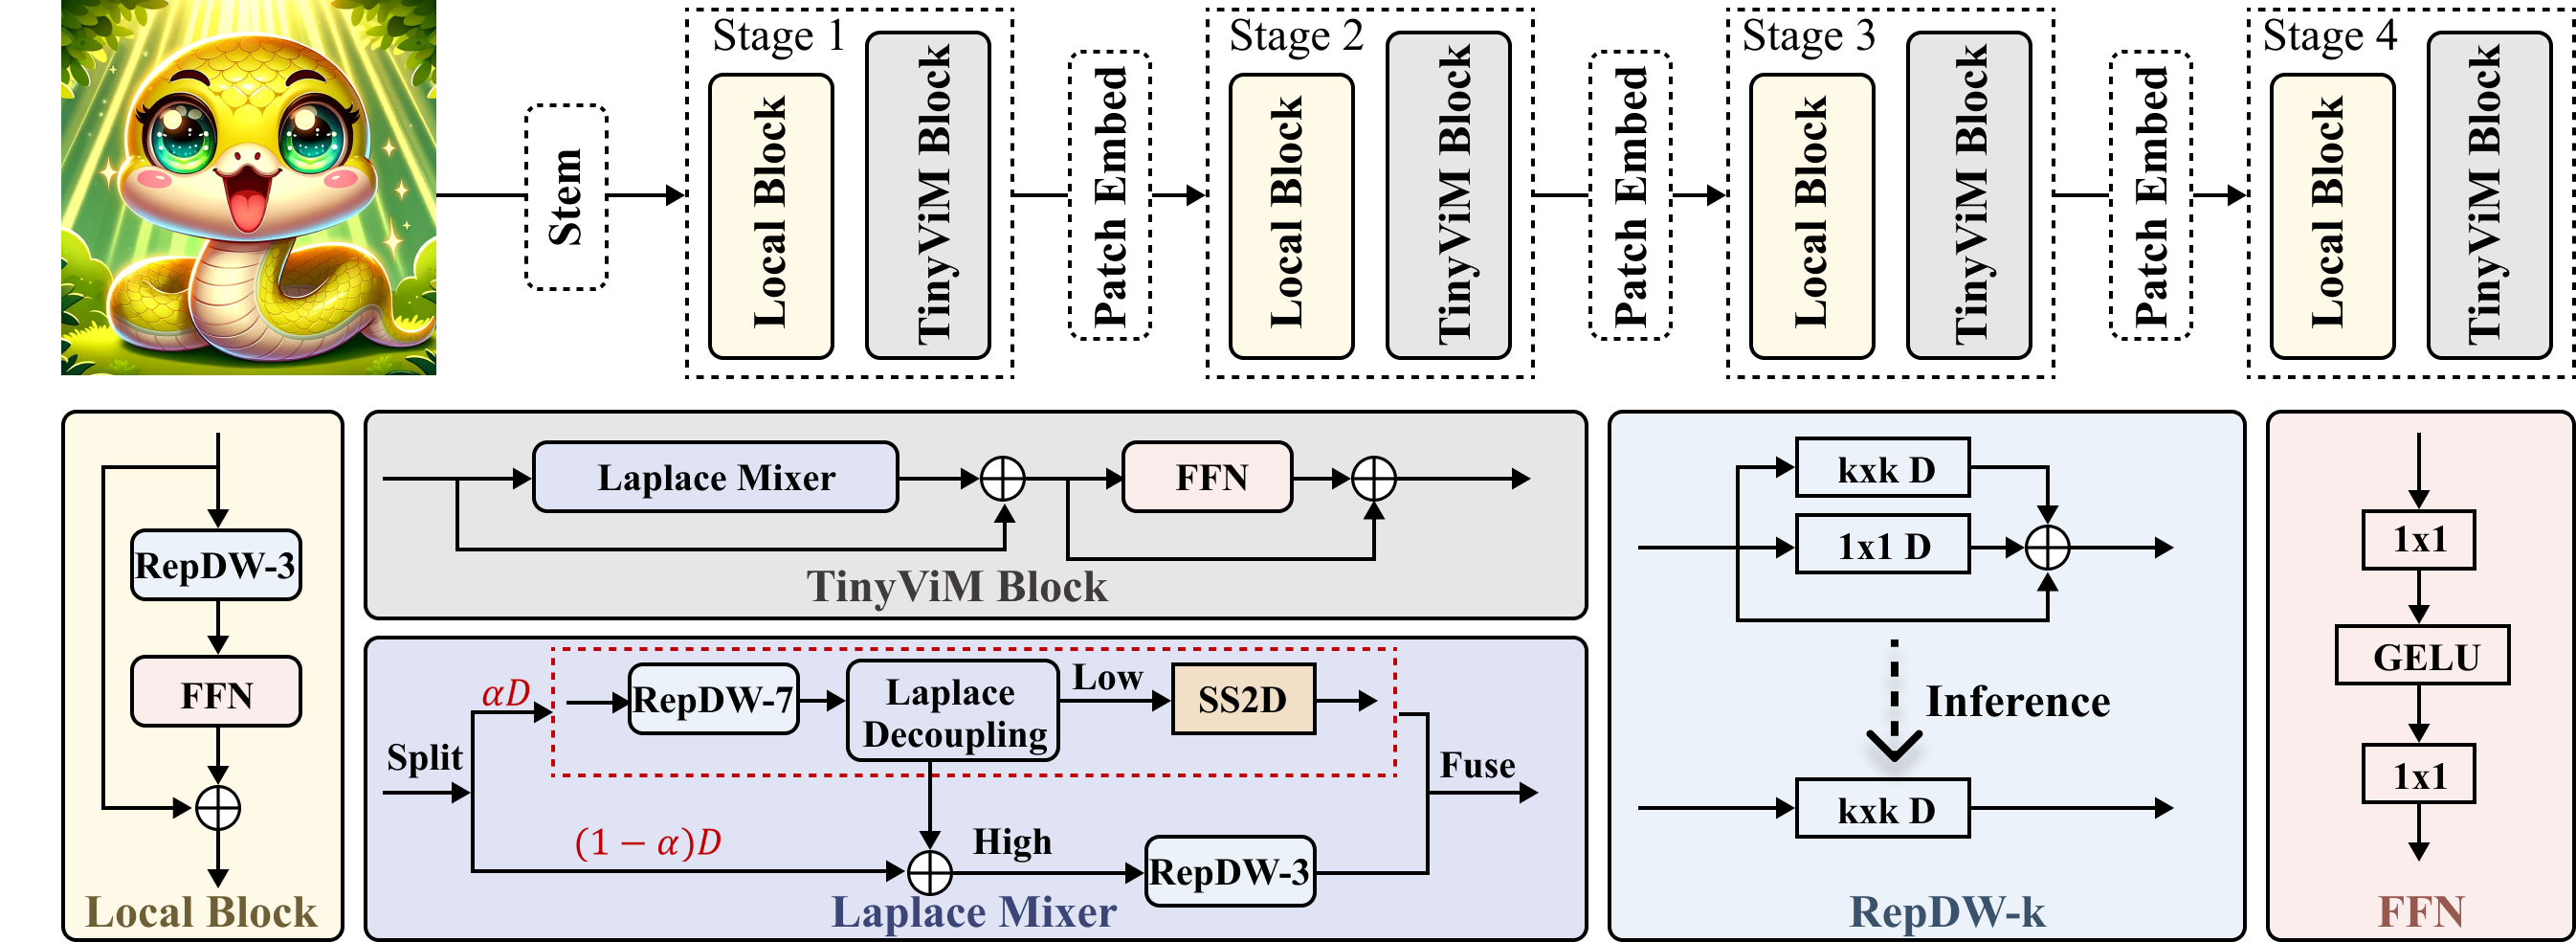 Stem
Stage 1
Local Block
TinyViM Block
Patch Embed
Stage 2
Local Block
TinyViM Block
Patch Embed
Stage 3
Local Block
TinyViM Block
Patch Embed
Stage 4
Local Block
TinyViM Block
RepDW-3
FFN
Local Block
Laplace Mixer
FFN
TinyViM Block
Split
αD
RepDW-7
Laplace
Decoupling
Low
SS2D
(1 − α)D
High
RepDW-3
Fuse
Laplace Mixer
kxk D
1x1 D
Inference
kxk D
RepDW-k
1x1
GELU
1x1
FFN